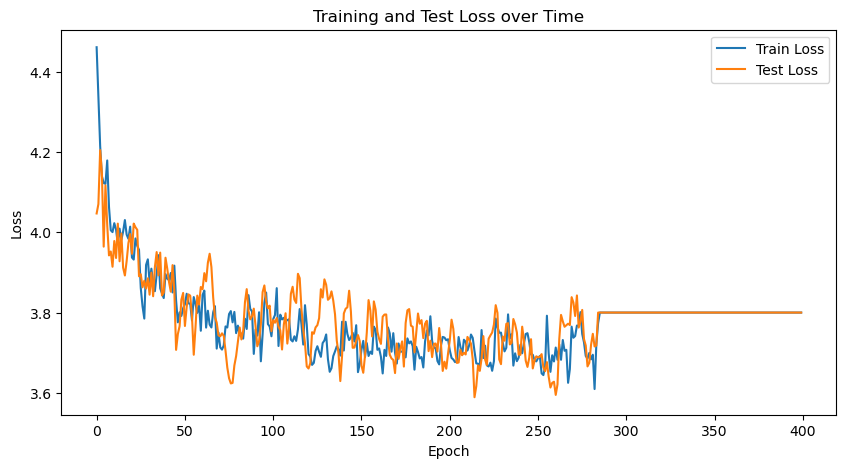 Training and Test Loss over Time
Train Loss
Test Loss
Loss
4.4
4.2
4.0
3.8
3.6
0 50 100 150 200 250 300 350 400
Epoch